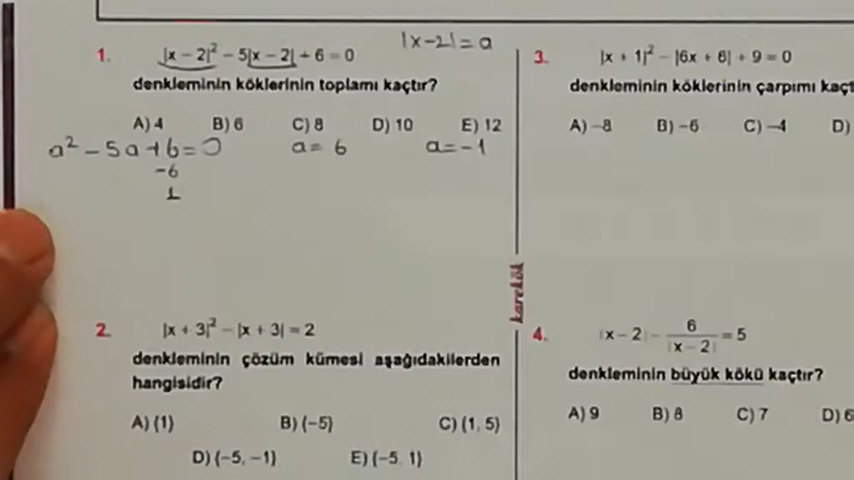 1. |x – 2|² – 5|x – 2| + 6 = 0
|x-2| = a
denkleminin köklerinin toplamı kaçtır?
A) 4 B) 6 C) 8 D) 10 E) 12
a² - 5a + 6 = 0 a = 6 a = -1
-6
1
2. |x + 3|² – |x + 3| = 2
denkleminin çözüm kümesi aşağıdakilerden
hangisidir?
A) {1} B) {–5} C) {1, 5}
D) {–5, –1} E) {–5, 1}
karekök
3. |x + 1|² – |6x + 6| + 9 = 0
denkleminin köklerinin çarpımı kaçt
A) –8 B) –6 C) –4 D)
4. |x – 2| – 6 / |x – 2| = 5
denkleminin büyük kökü kaçtır?
A) 9 B) 8 C) 7 D) 6